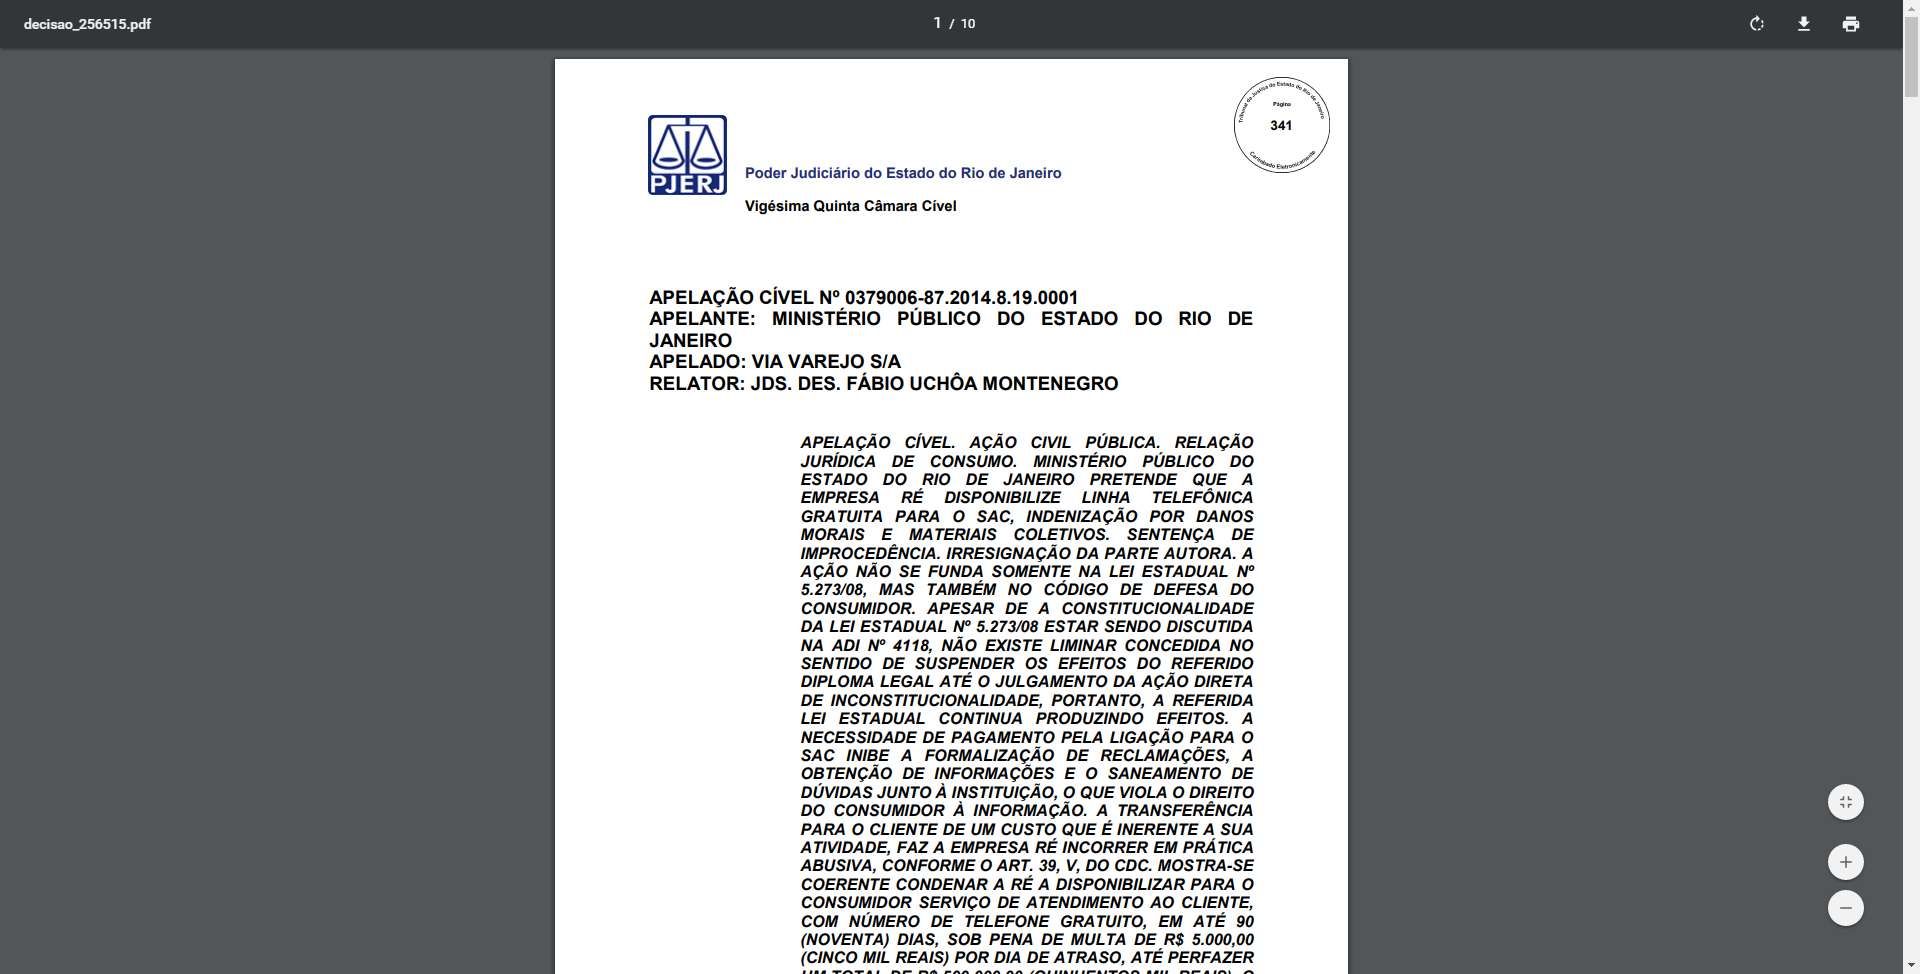 decisao_256515.pdf
1 / 10
Tribunal de Justiça do Estado do Rio de Janeiro
Página
341
Carimbado Eletronicamente
PJERJ
Poder Judiciário do Estado do Rio de Janeiro
Vigésima Quinta Câmara Cível
APELAÇÃO CÍVEL Nº 0379006-87.2014.8.19.0001
APELANTE: MINISTÉRIO PÚBLICO DO ESTADO DO RIO DE
JANEIRO
APELADO: VIA VAREJO S/A
RELATOR: JDS. DES. FÁBIO UCHÔA MONTENEGRO
APELAÇÃO CÍVEL. AÇÃO CIVIL PÚBLICA. RELAÇÃO
JURÍDICA DE CONSUMO. MINISTÉRIO PÚBLICO DO
ESTADO DO RIO DE JANEIRO PRETENDE QUE A
EMPRESA RÉ DISPONIBILIZE LINHA TELEFÔNICA
GRATUITA PARA O SAC, INDENIZAÇÃO POR DANOS
MORAIS E MATERIAIS COLETIVOS. SENTENÇA DE
IMPROCEDÊNCIA. IRRESIGNAÇÃO DA PARTE AUTORA. A
AÇÃO NÃO SE FUNDA SOMENTE NA LEI ESTADUAL Nº
5.273/08, MAS TAMBÉM NO CÓDIGO DE DEFESA DO
CONSUMIDOR. APESAR DE A CONSTITUCIONALIDADE
DA LEI ESTADUAL Nº 5.273/08 ESTAR SENDO DISCUTIDA
NA ADI Nº 4118, NÃO EXISTE LIMINAR CONCEDIDA NO
SENTIDO DE SUSPENDER OS EFEITOS DO REFERIDO
DIPLOMA LEGAL ATÉ O JULGAMENTO DA AÇÃO DIRETA
DE INCONSTITUCIONALIDADE, PORTANTO, A REFERIDA
LEI ESTADUAL CONTINUA PRODUZINDO EFEITOS. A
NECESSIDADE DE PAGAMENTO PELA LIGAÇÃO PARA O
SAC INIBE A FORMALIZAÇÃO DE RECLAMAÇÕES, A
OBTENÇÃO DE INFORMAÇÕES E O SANEAMENTO DE
DÚVIDAS JUNTO À INSTITUIÇÃO, O QUE VIOLA O DIREITO
DO CONSUMIDOR À INFORMAÇÃO. A TRANSFERÊNCIA
PARA O CLIENTE DE UM CUSTO QUE É INERENTE A SUA
ATIVIDADE, FAZ A EMPRESA RÉ INCORRER EM PRÁTICA
ABUSIVA, CONFORME O ART. 39, V, DO CDC. MOSTRA-SE
COERENTE CONDENAR A RÉ A DISPONIBILIZAR PARA O
CONSUMIDOR SERVIÇO DE ATENDIMENTO AO CLIENTE,
COM NÚMERO DE TELEFONE GRATUITO, EM ATÉ 90
(NOVENTA) DIAS, SOB PENA DE MULTA DE R$ 5.000,00
(CINCO MIL REAIS) POR DIA DE ATRASO, ATÉ PERFAZER
UM TOTAL DE R$ 500.000,00 (QUINHENTOS MIL REAIS). O